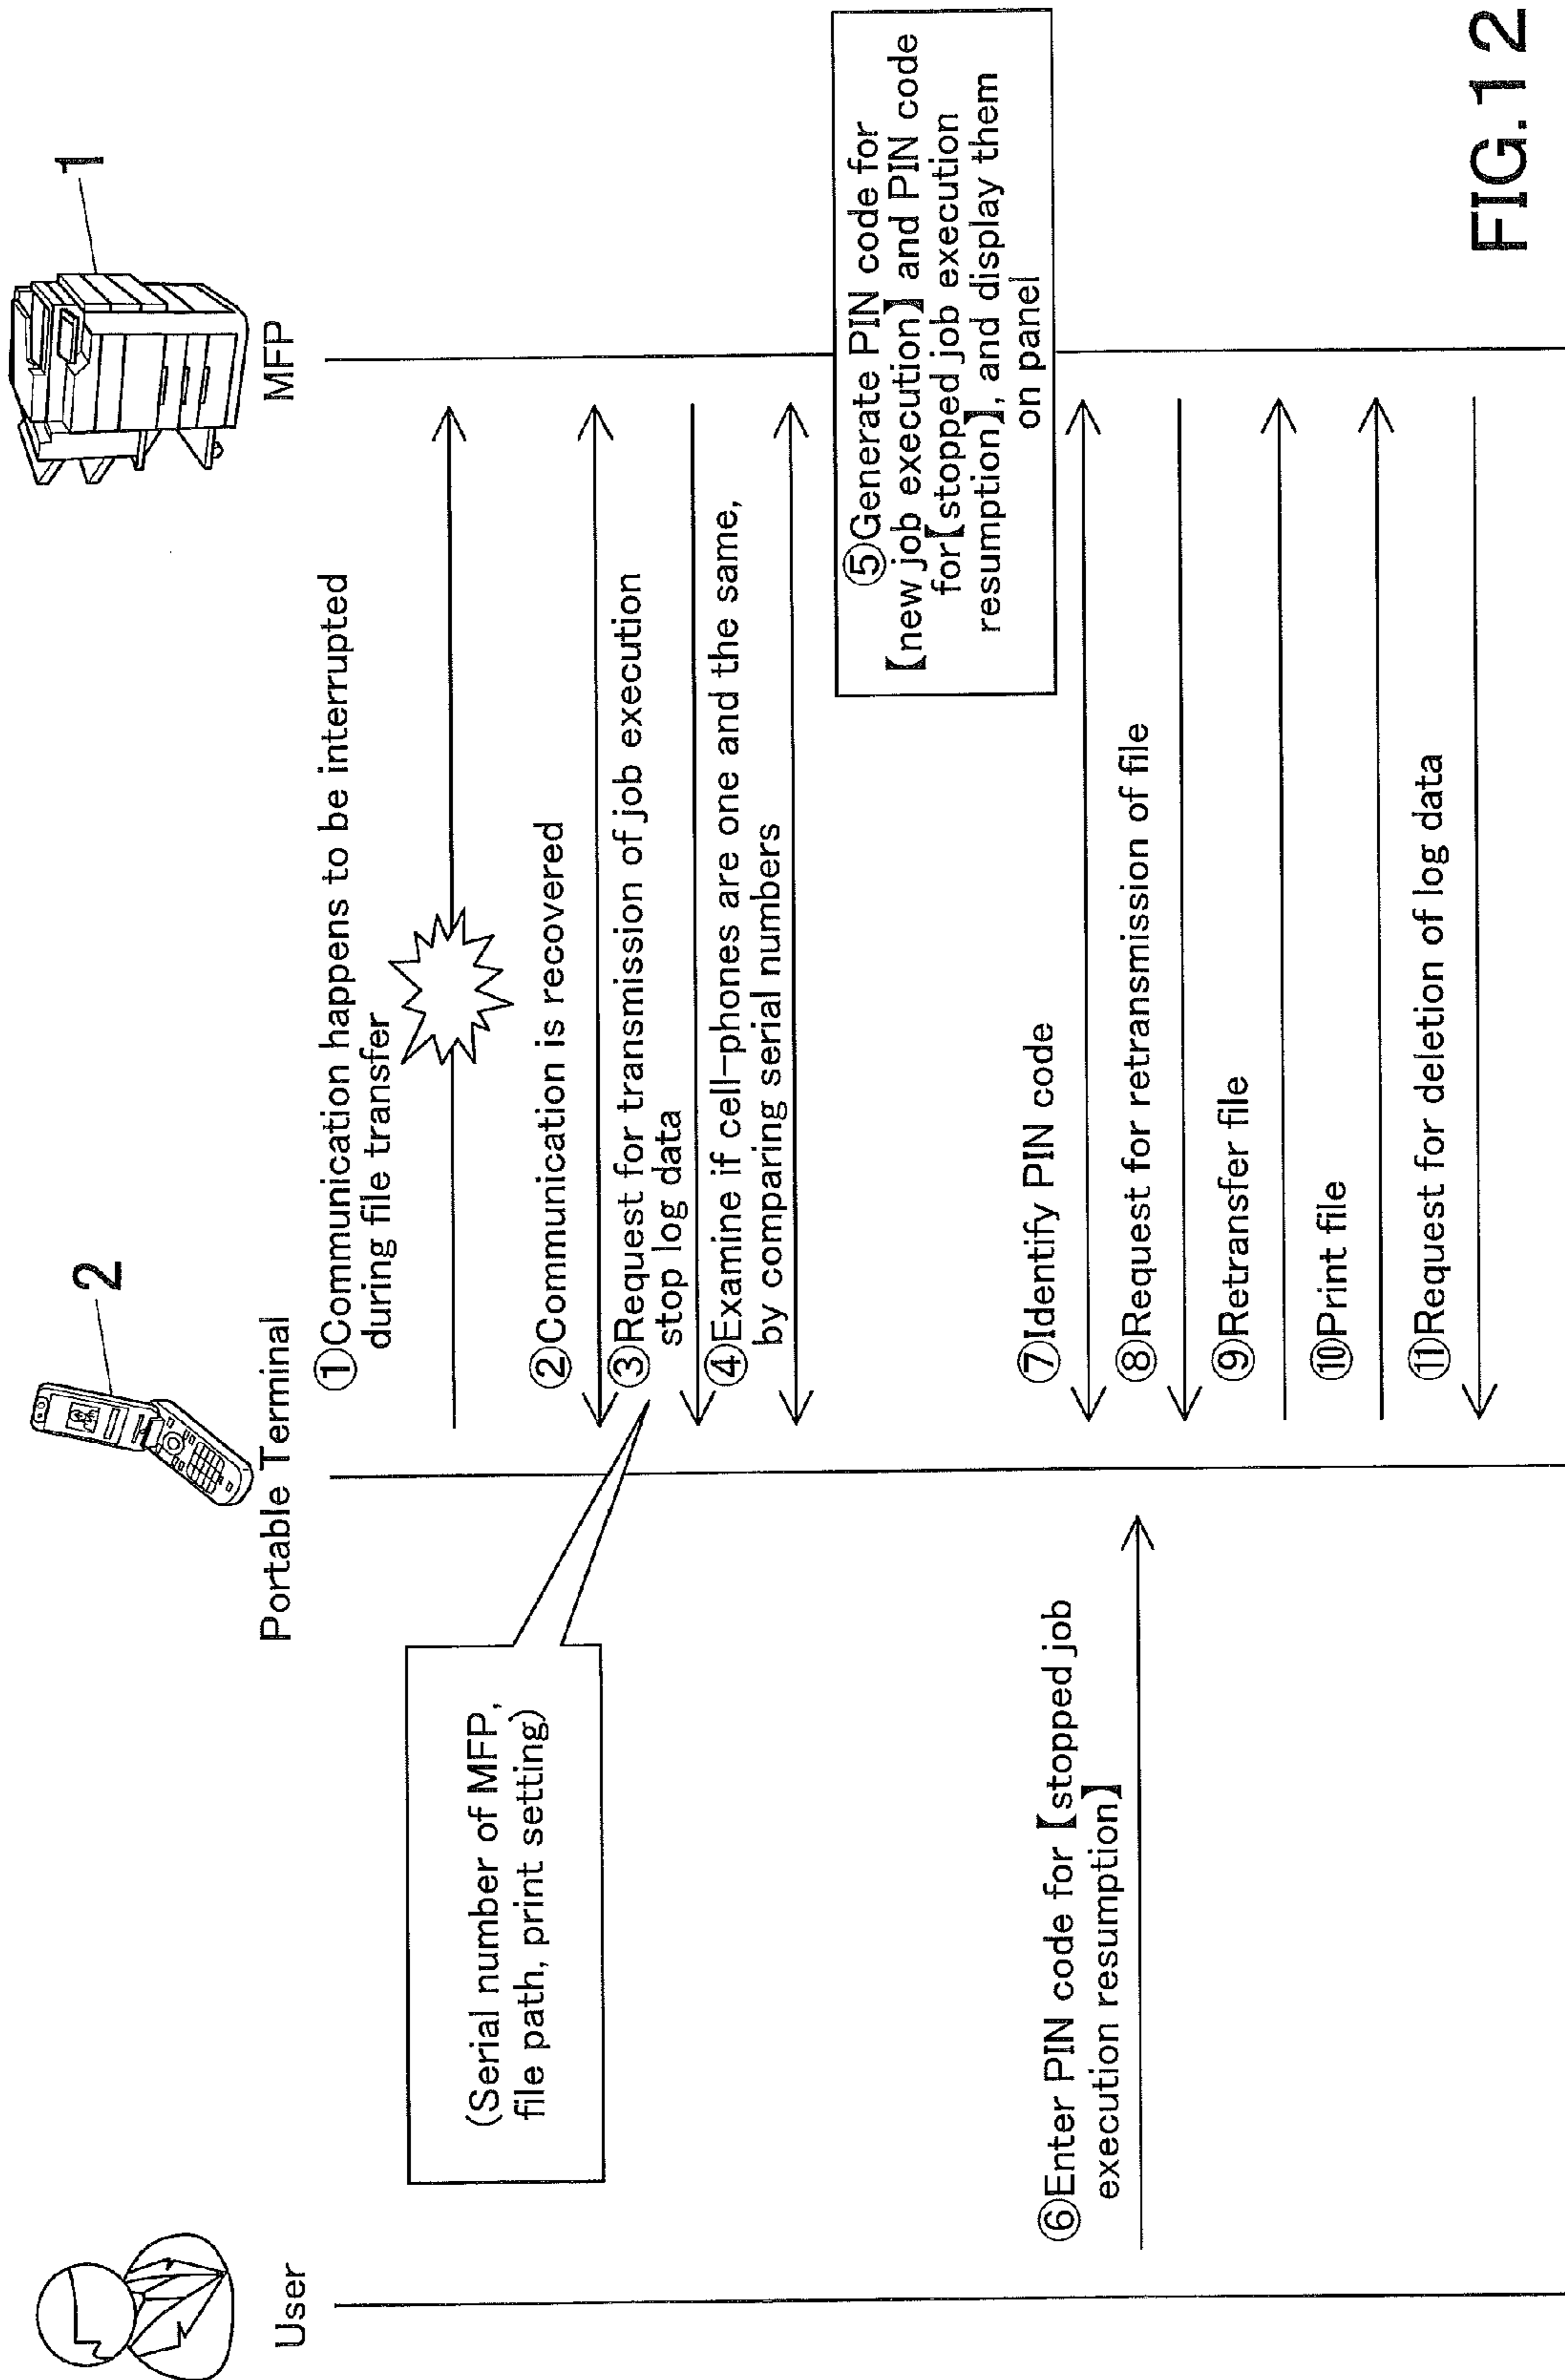 User
2
Portable Terminal
1
MFP
①Communication happens to be interrupted
during file transfer
②Communication is recovered
(Serial number of MFP,
file path, print setting)
③Request for transmission of job execution
stop log data
④Examine if cell-phones are one and the same,
by comparing serial numbers
⑤Generate PIN code for
【new job execution】 and PIN code
for【stopped job execution
resumption】, and display them
on panel
⑥Enter PIN code for【stopped job
execution resumption】
⑦Identify PIN code
⑧Request for retransmission of file
⑨Retransfer file
⑩Print file
⑪Request for deletion of log data
FIG.12